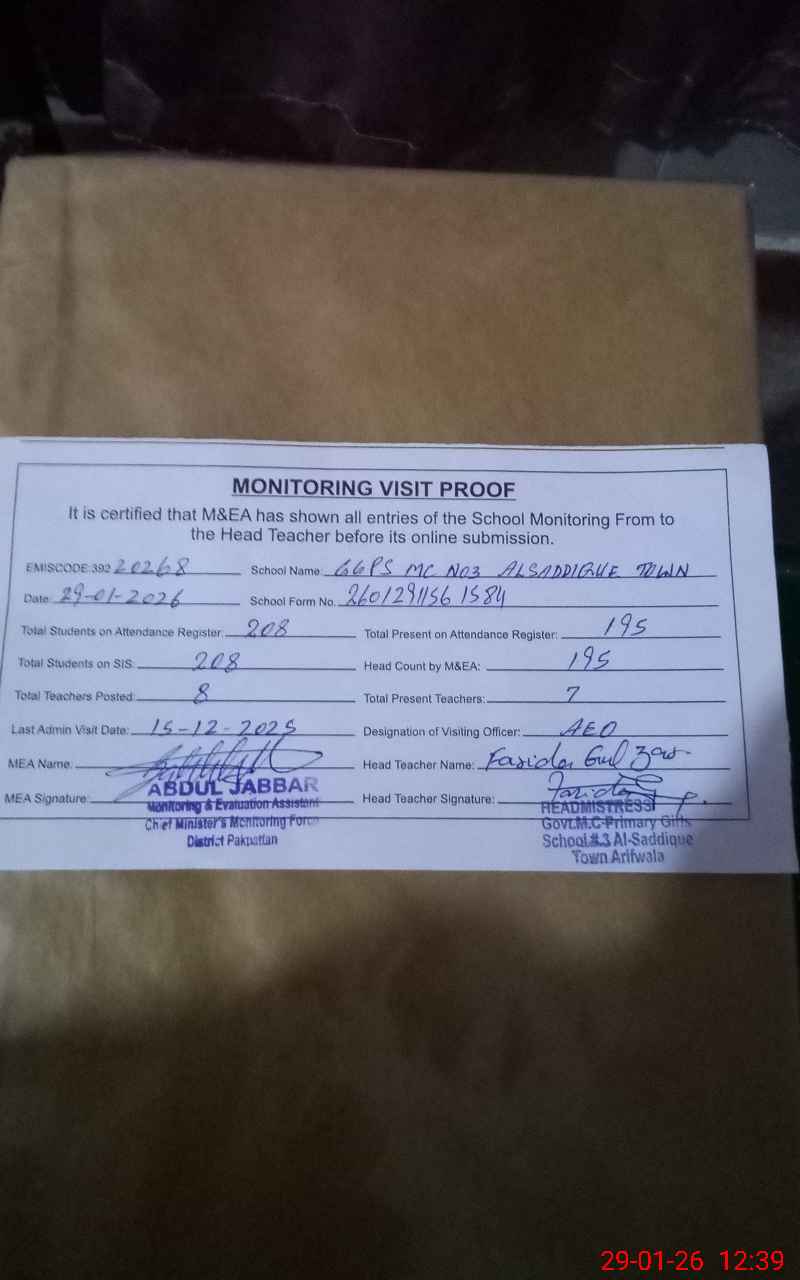 MONITORING VISIT PROOF
It is certified that M&EA has shown all entries of the School Monitoring From to
the Head Teacher before its online submission.
EMISCODE 392 20268 School Name: GGPS MC NO3 ALSADDIQUE TOWN
Date: 29-01-2026 School Form No. 2601291156 1584
Total Students on Attendance Register: 208 Total Present on Attendance Register: 195
Total Students on SIS: 208 Head Count by M&EA: 195
Total Teachers Posted: 8 Total Present Teachers: 7
Last Admin Visit Date: 15-12-2025 Designation of Visiting Officer: AEO
MEA Name: Head Teacher Name: Farida Gul
MEA Signature: Head Teacher Signature: Farida
ABDUL JABBAR
Monitoring & Evaluation Assistant
Chief Minister's Monitoring Force
District Pakpattan
HEADMISTRESS
Govt.M.C-Primary Girls
School #.3 Al-Saddique
Town Arifwala
29-01-26 12:39